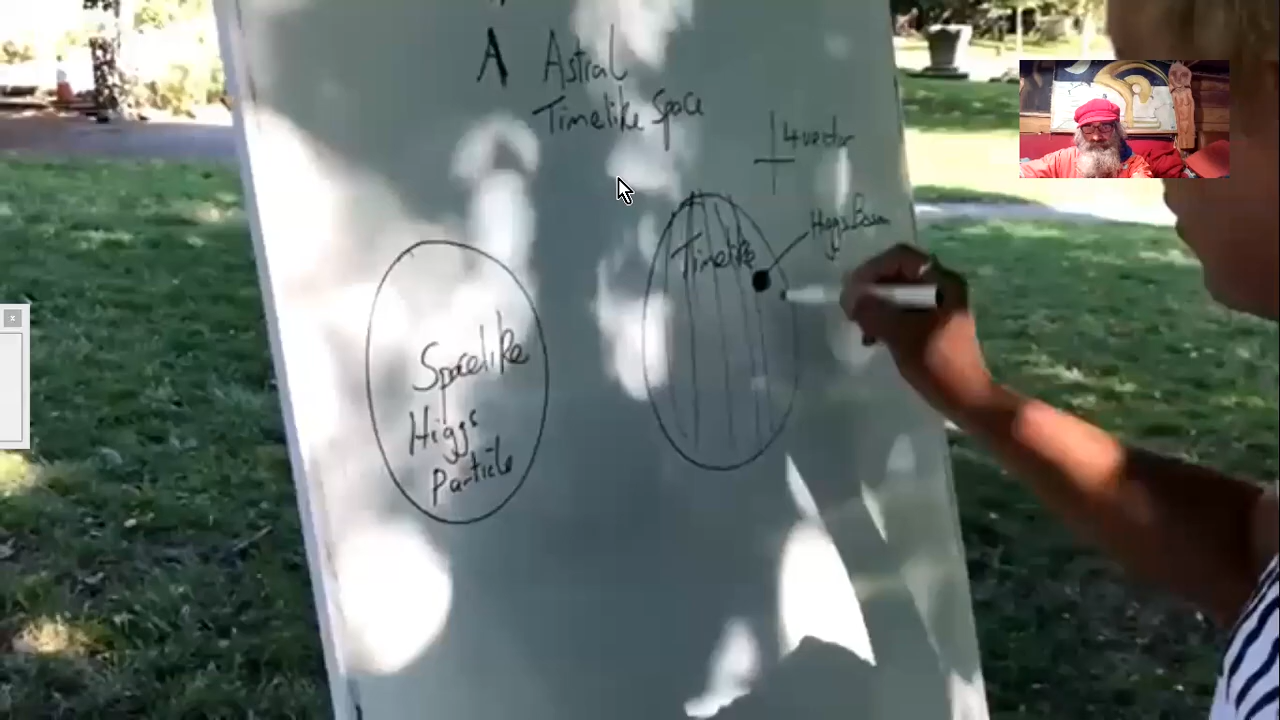 A Astral
Timelike Space
4 vector
Higgs Boson
Timelike
Spacelike
Higgs
Particle
x